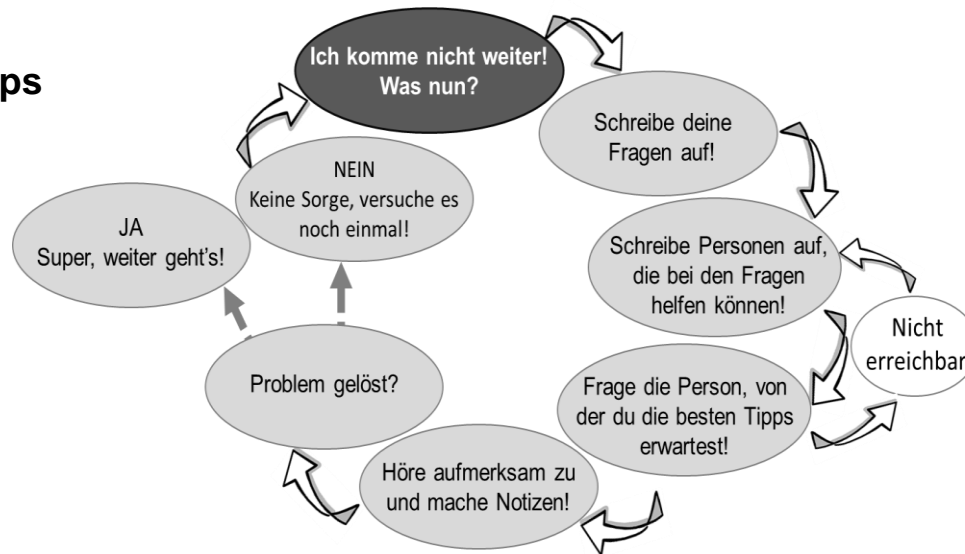 ps
Ich komme nicht weiter!
Was nun?
Schreibe deine
Fragen auf!
Schreibe Personen auf,
die bei den Fragen
helfen können!
Nicht
erreichbar
Frage die Person, von
der du die besten Tipps
erwartest!
Höre aufmerksam zu
und mache Notizen!
Problem gelöst?
JA
Super, weiter geht's!
NEIN
Keine Sorge, versuche es
noch einmal!